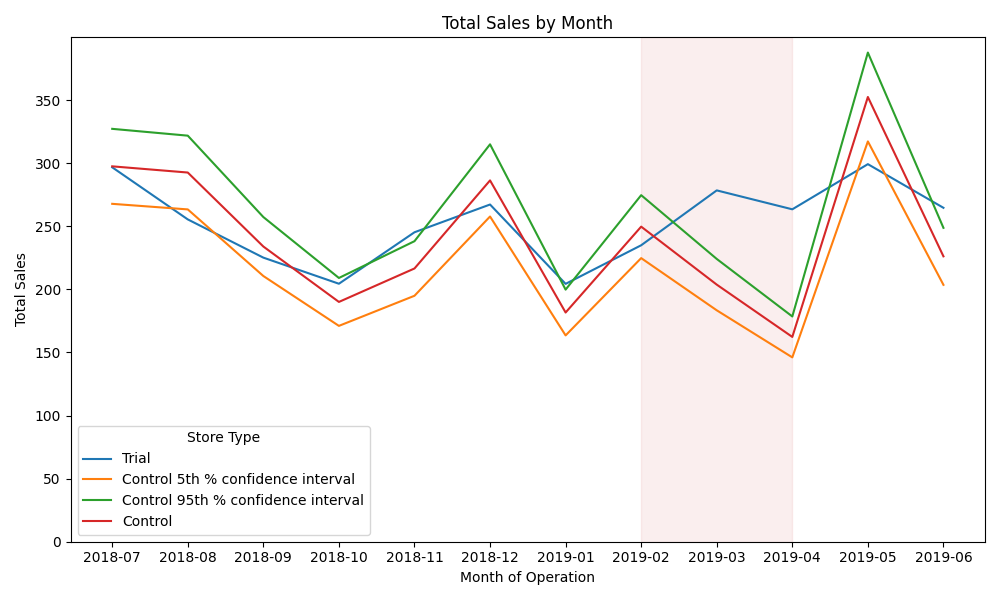 Total Sales by Month
Total Sales
350
300
250
200
150
100
50
0
Store Type
Trial
Control 5th % confidence interval
Control 95th % confidence interval
Control
2018-07 2018-08 2018-09 2018-10 2018-11 2018-12 2019-01 2019-02 2019-03 2019-04 2019-05 2019-06
Month of Operation